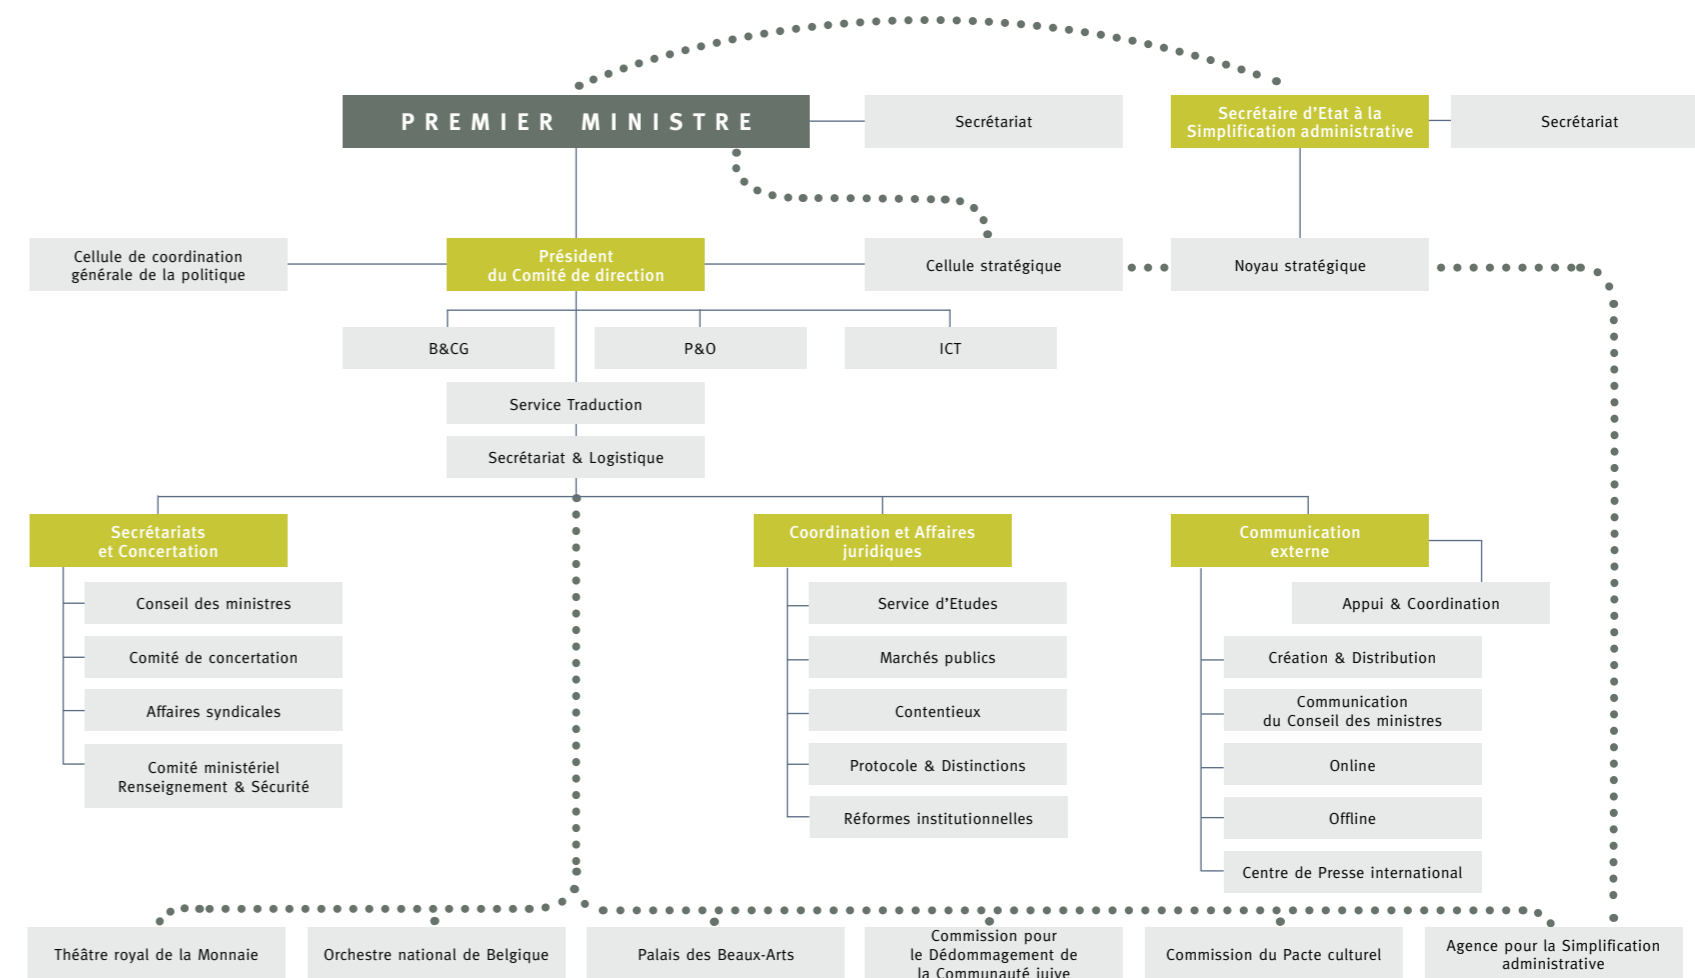 PREMIER MINISTRE
Secrétariat
Secrétaire d'Etat à la
Simplification administrative
Secrétariat
Cellule de coordination
générale de la politique
Président
du Comité de direction
Cellule stratégique
Noyau stratégique
B&CG
P&O
ICT
Service Traduction
Secrétariat & Logistique
Secrétariats
et Concertation
Coordination et Affaires
juridiques
Communication
externe
Conseil des ministres
Comité de concertation
Affaires syndicales
Comité ministériel
Renseignement & Sécurité
Service d'Etudes
Marchés publics
Contentieux
Protocole & Distinctions
Réformes institutionnelles
Appui & Coordination
Création & Distribution
Communication
du Conseil des ministres
Online
Offline
Centre de Presse international
Théâtre royal de la Monnaie
Orchestre national de Belgique
Palais des Beaux-Arts
Commission pour
le Dédommagement de
la Communauté juive
Commission du Pacte culturel
Agence pour la Simplification
administrative